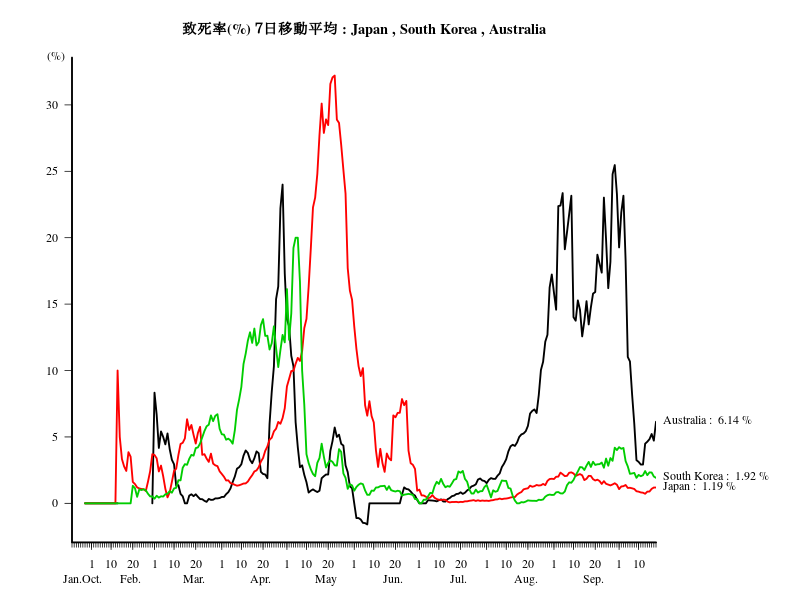 致死率(%) 7日移動平均 : Japan , South Korea , Australia
(%)
30
25
20
15
10
5
0
Australia :  6.14 %
South Korea :  1.92 %
Japan :  1.19 %
1 10 20 1 10 20 1 10 20 1 10 20 1 10 20 1 10 20 1 10 20 1 10 20 1 10
Jan.Oct. Feb. Mar. Apr. May Jun. Jul. Aug. Sep.